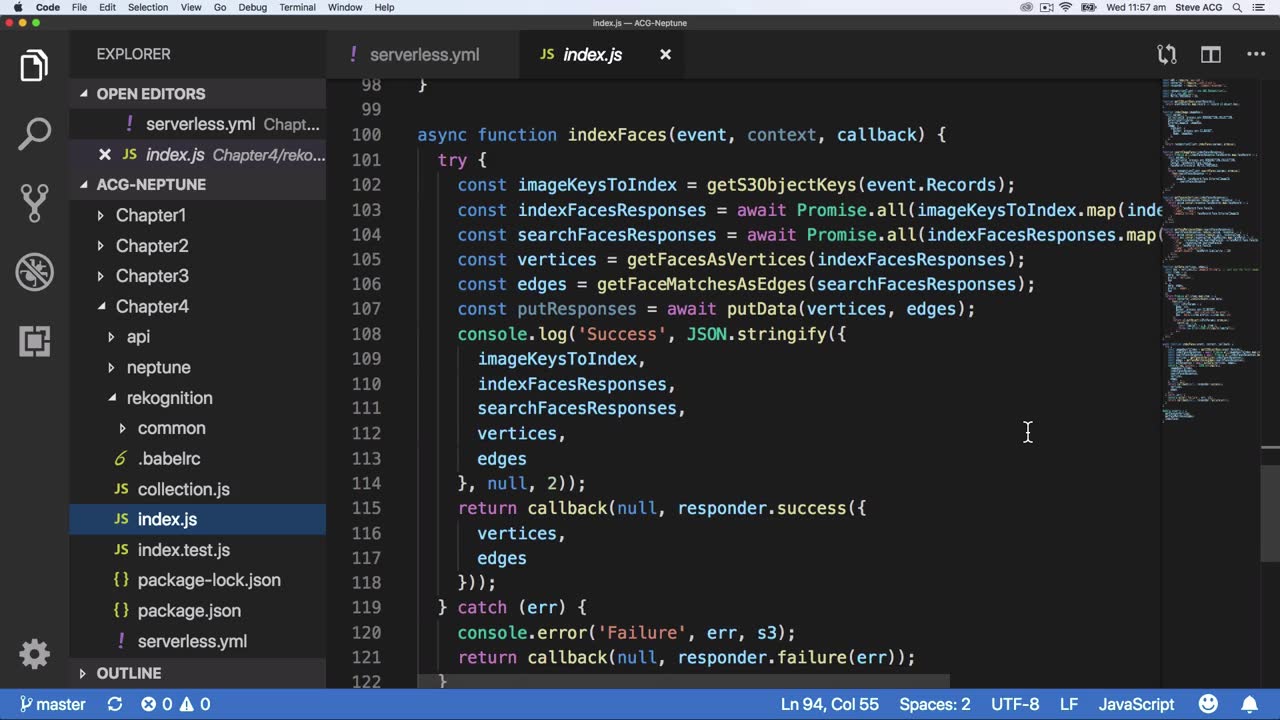 Code File Edit Selection View Go Debug Terminal Window Help Wed 11:57 am Steve ACG
index.js — ACG-Neptune
EXPLORER
! serverless.yml JS index.js ×
OPEN EDITORS
! serverless.yml Chapt...
× JS index.js Chapter4/reko...
ACG-NEPTUNE
Chapter1
Chapter2
Chapter3
Chapter4
api
neptune
rekognition
common
.babelrc
JS collection.js
JS index.js
JS index.test.js
{} package-lock.json
{} package.json
! serverless.yml
OUTLINE
98 }
99
100 async function indexFaces(event, context, callback) {
101 try {
102 const imageKeysToIndex = getS3ObjectKeys(event.Records);
103 const indexFacesResponses = await Promise.all(imageKeysToIndex.map(inde
104 const searchFacesResponses = await Promise.all(indexFacesResponses.map(
105 const vertices = getFacesAsVertices(indexFacesResponses);
106 const edges = getFaceMatchesAsEdges(searchFacesResponses);
107 const putResponses = await putData(vertices, edges);
108 console.log('Success', JSON.stringify({
109 imageKeysToIndex,
110 indexFacesResponses,
111 searchFacesResponses,
112 vertices,
113 edges
114 }, null, 2));
115 return callback(null, responder.success({
116 vertices,
117 edges
118 }));
119 } catch (err) {
120 console.error('Failure', err, s3);
121 return callback(null, responder.failure(err));
122 }
master 0 0 Ln 94, Col 55 Spaces: 2 UTF-8 LF JavaScript